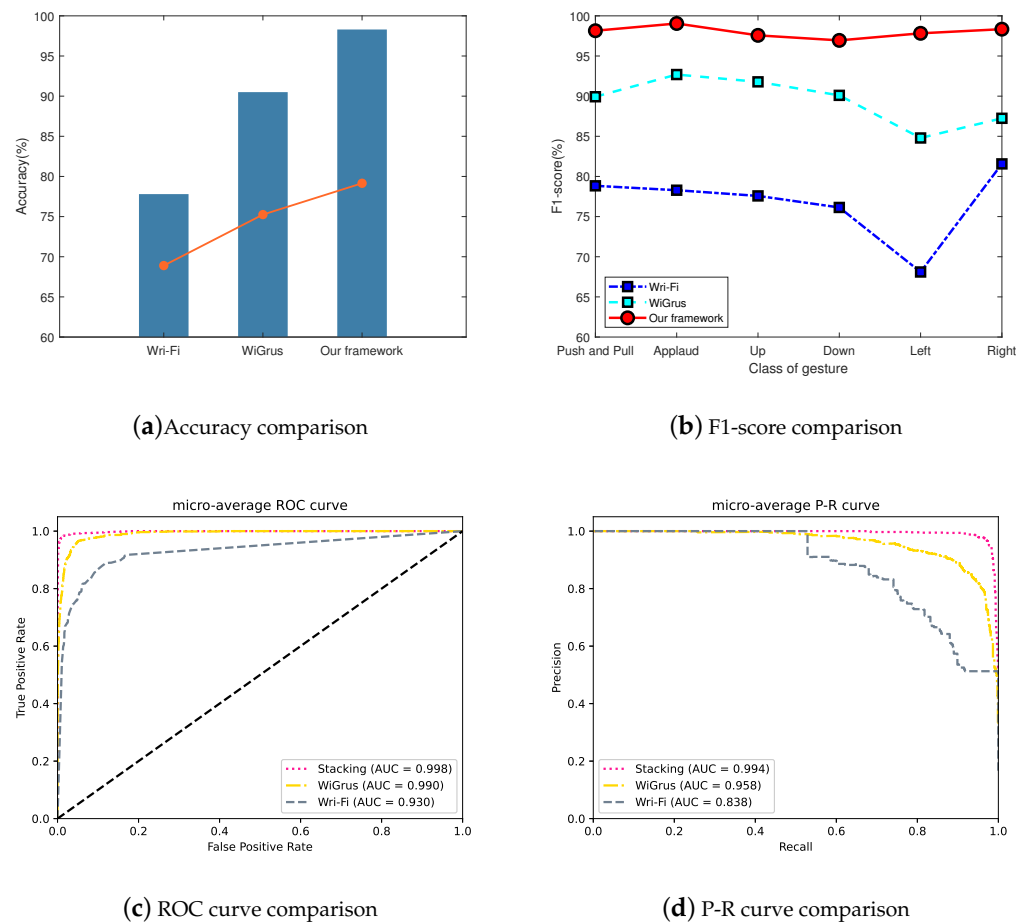 100
95
90
85
80
75
70
65
60
Accuracy(%)
Wri-Fi WiGrus Our framework
(a)Accuracy comparison
100
95
90
85
80
75
70
65
60
F1-score(%)
Wri-Fi
WiGrus
Our framework
Push and Pull Applaud Up Down Left Right
Class of gesture
(b) F1-score comparison
micro-average ROC curve
1.0
0.8
0.6
0.4
0.2
0.0
True Positive Rate
Stacking (AUC = 0.998)
WiGrus (AUC = 0.990)
Wri-Fi (AUC = 0.930)
0.0 0.2 0.4 0.6 0.8 1.0
False Positive Rate
(c) ROC curve comparison
micro-average P-R curve
1.0
0.8
0.6
0.4
0.2
0.0
Precision
Stacking (AUC = 0.994)
WiGrus (AUC = 0.958)
Wri-Fi (AUC = 0.838)
0.0 0.2 0.4 0.6 0.8 1.0
Recall
(d) P-R curve comparison